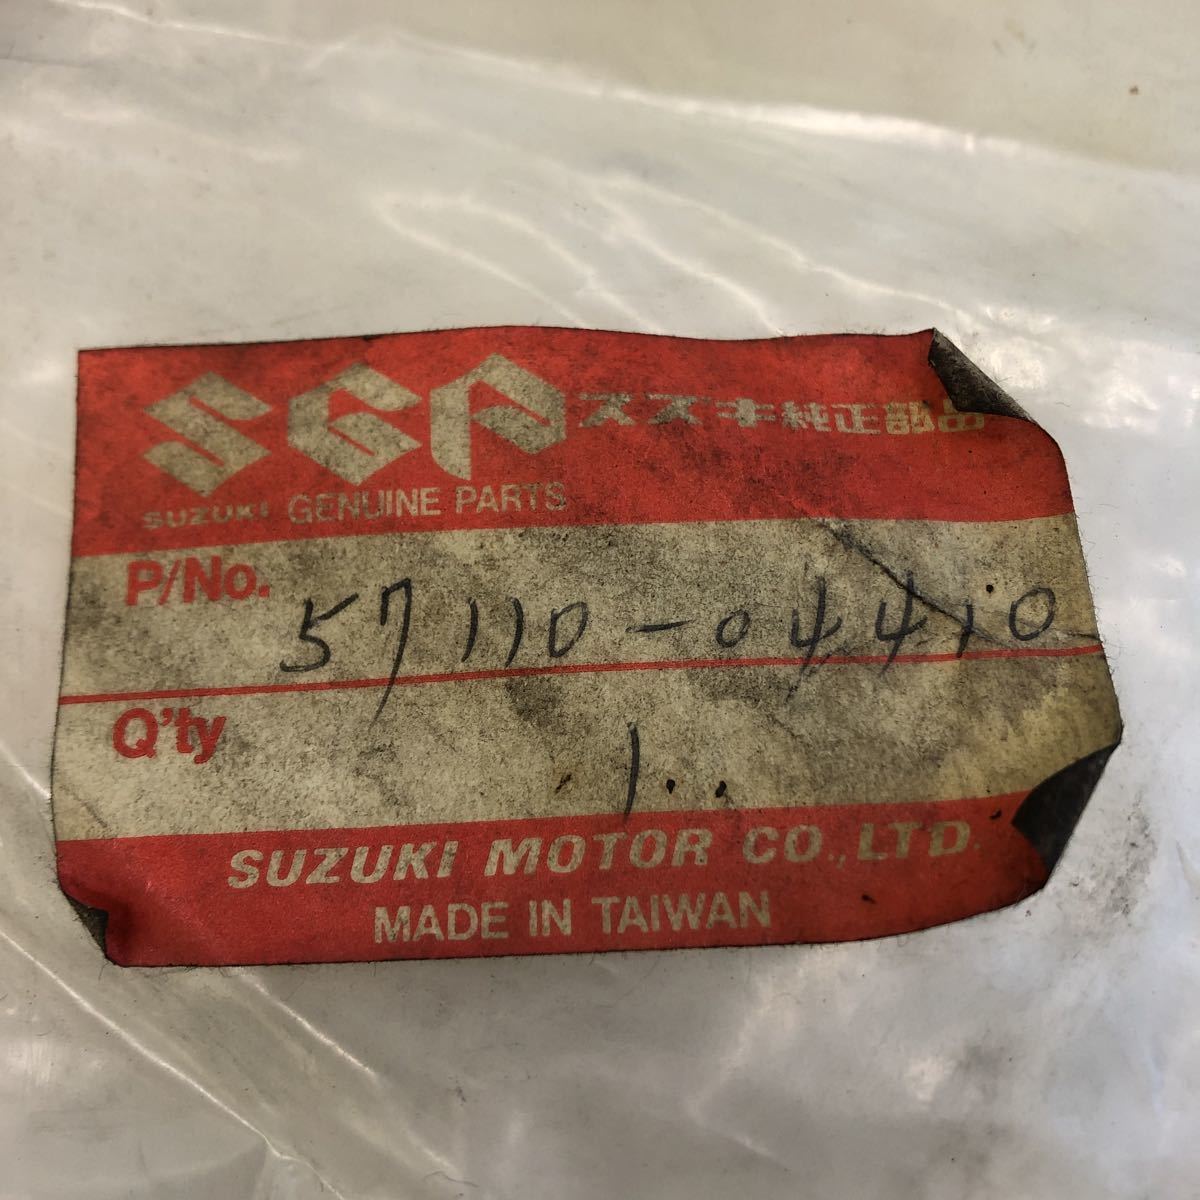 SGP スズキ純正部品
SUZUKI GENUINE PARTS
P/No. 57110-04410
Q'ty 1
SUZUKI MOTOR CO.,LTD.
MADE IN TAIWAN